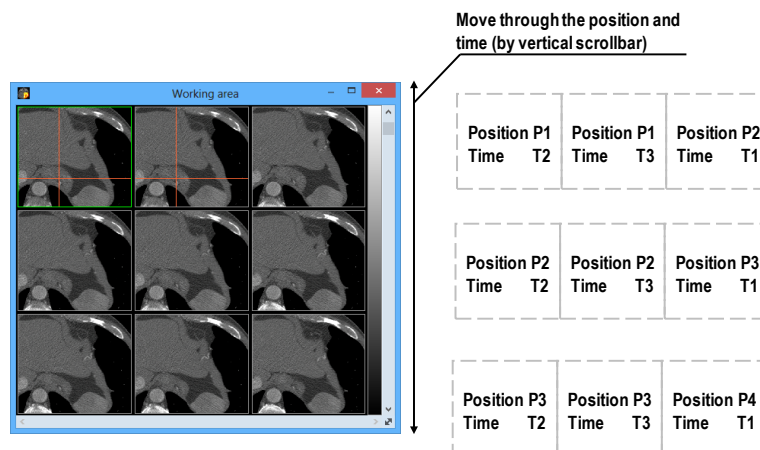 Move through the position and
time (by vertical scrollbar)
Working area
Position P1 Position P1 Position P2
Time T2 Time T3 Time T1
Position P2 Position P2 Position P3
Time T2 Time T3 Time T1
Position P3 Position P3 Position P4
Time T2 Time T3 Time T1